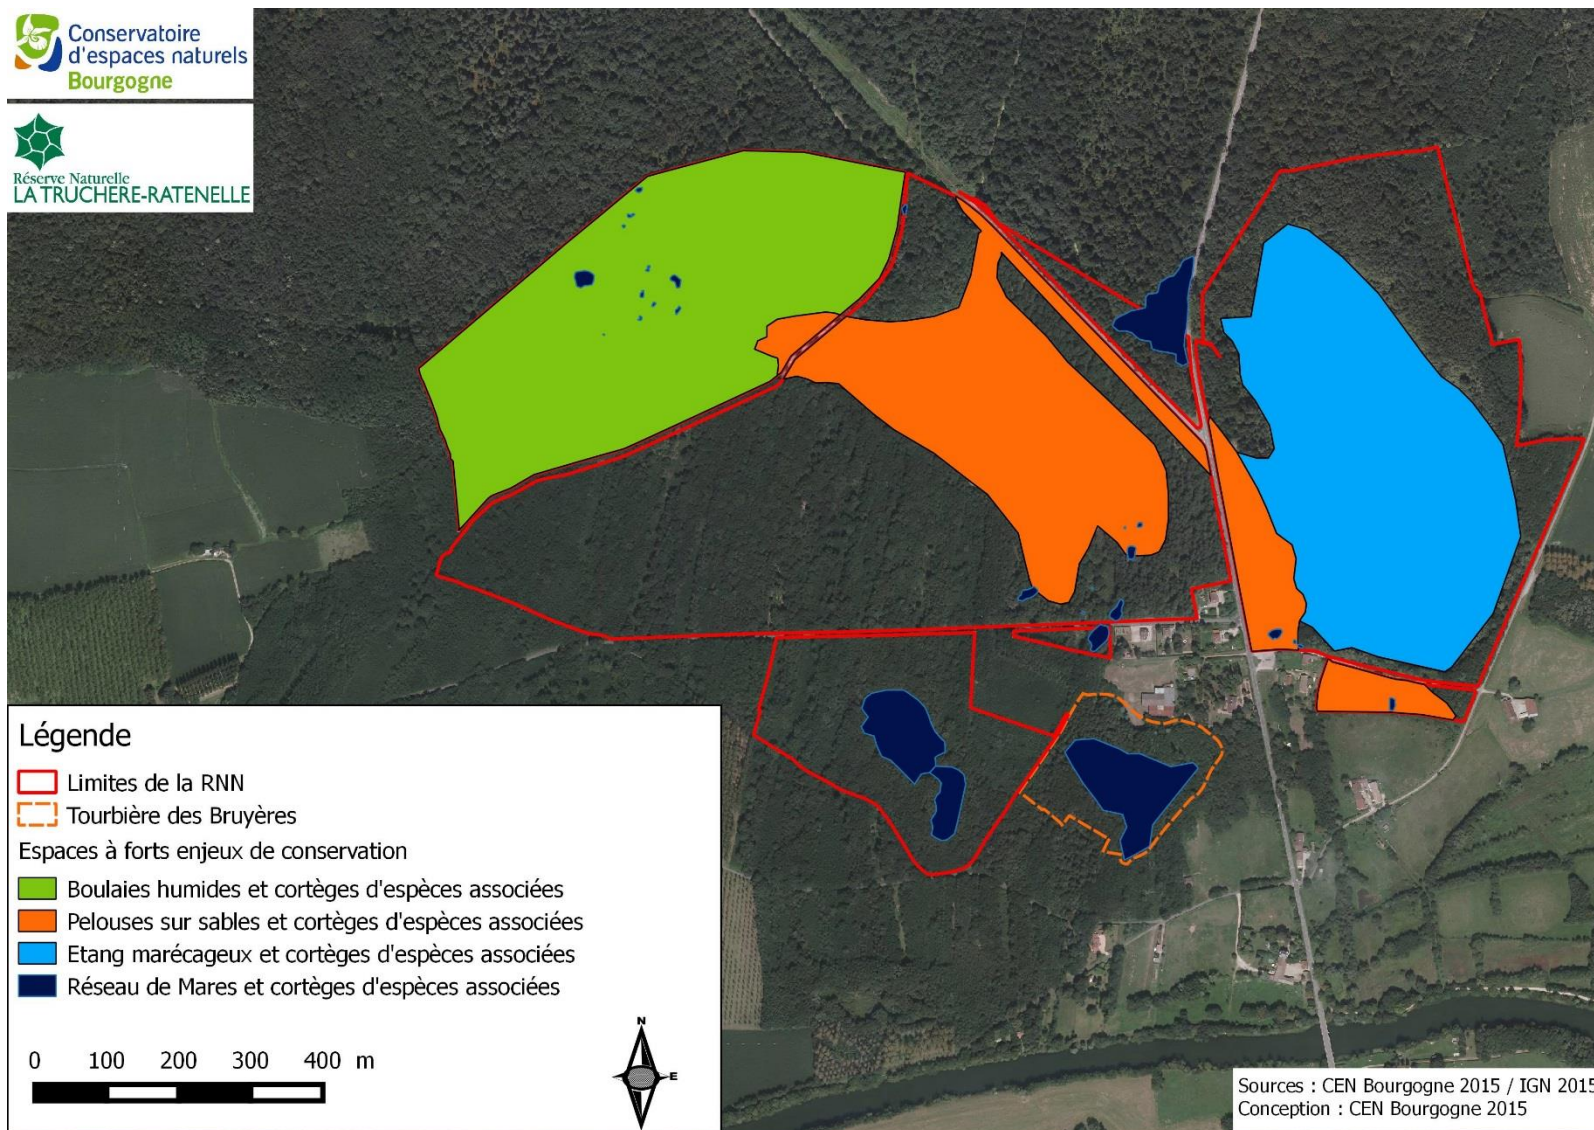 Conservatoire
d'espaces naturels
Bourgogne
Réserve Naturelle
LA TRUCHERE-RATENELLE
Légende
Limites de la RNN
Tourbière des Bruyères
Espaces à forts enjeux de conservation
Boulaies humides et cortèges d'espèces associées
Pelouses sur sables et cortèges d'espèces associées
Etang marécageux et cortèges d'espèces associées
Réseau de Mares et cortèges d'espèces associées
0 100 200 300 400 m
N
E
Sources : CEN Bourgogne 2015 / IGN 2015
Conception : CEN Bourgogne 2015